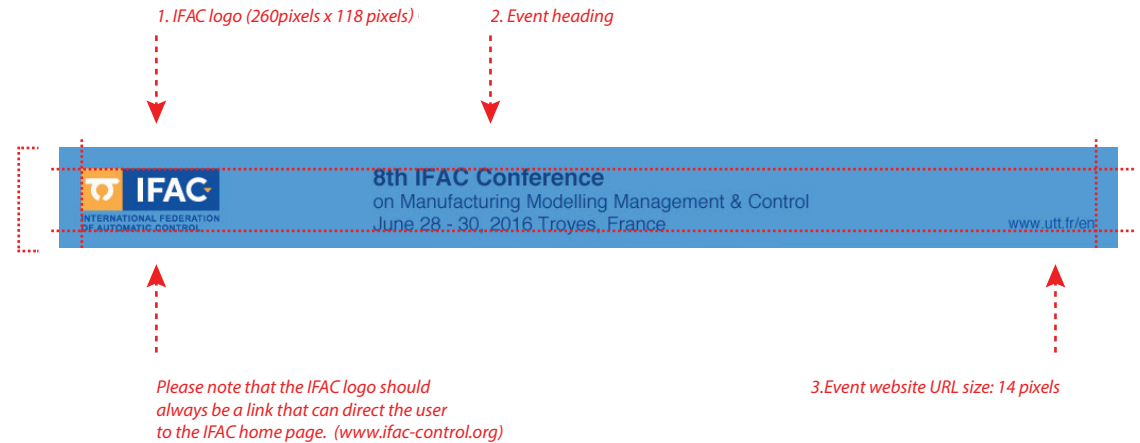 1. IFAC logo (260pixels x 118 pixels)
2. Event heading
IFAC
INTERNATIONAL FEDERATION
OF AUTOMATIC CONTROL
8th IFAC Conference
on Manufacturing Modelling Management & Control
June 28 - 30, 2016 Troyes, France
www.utt.fr/en
Please note that the IFAC logo should
always be a link that can direct the user
to the IFAC home page. (www.ifac-control.org)
3.Event website URL size: 14 pixels